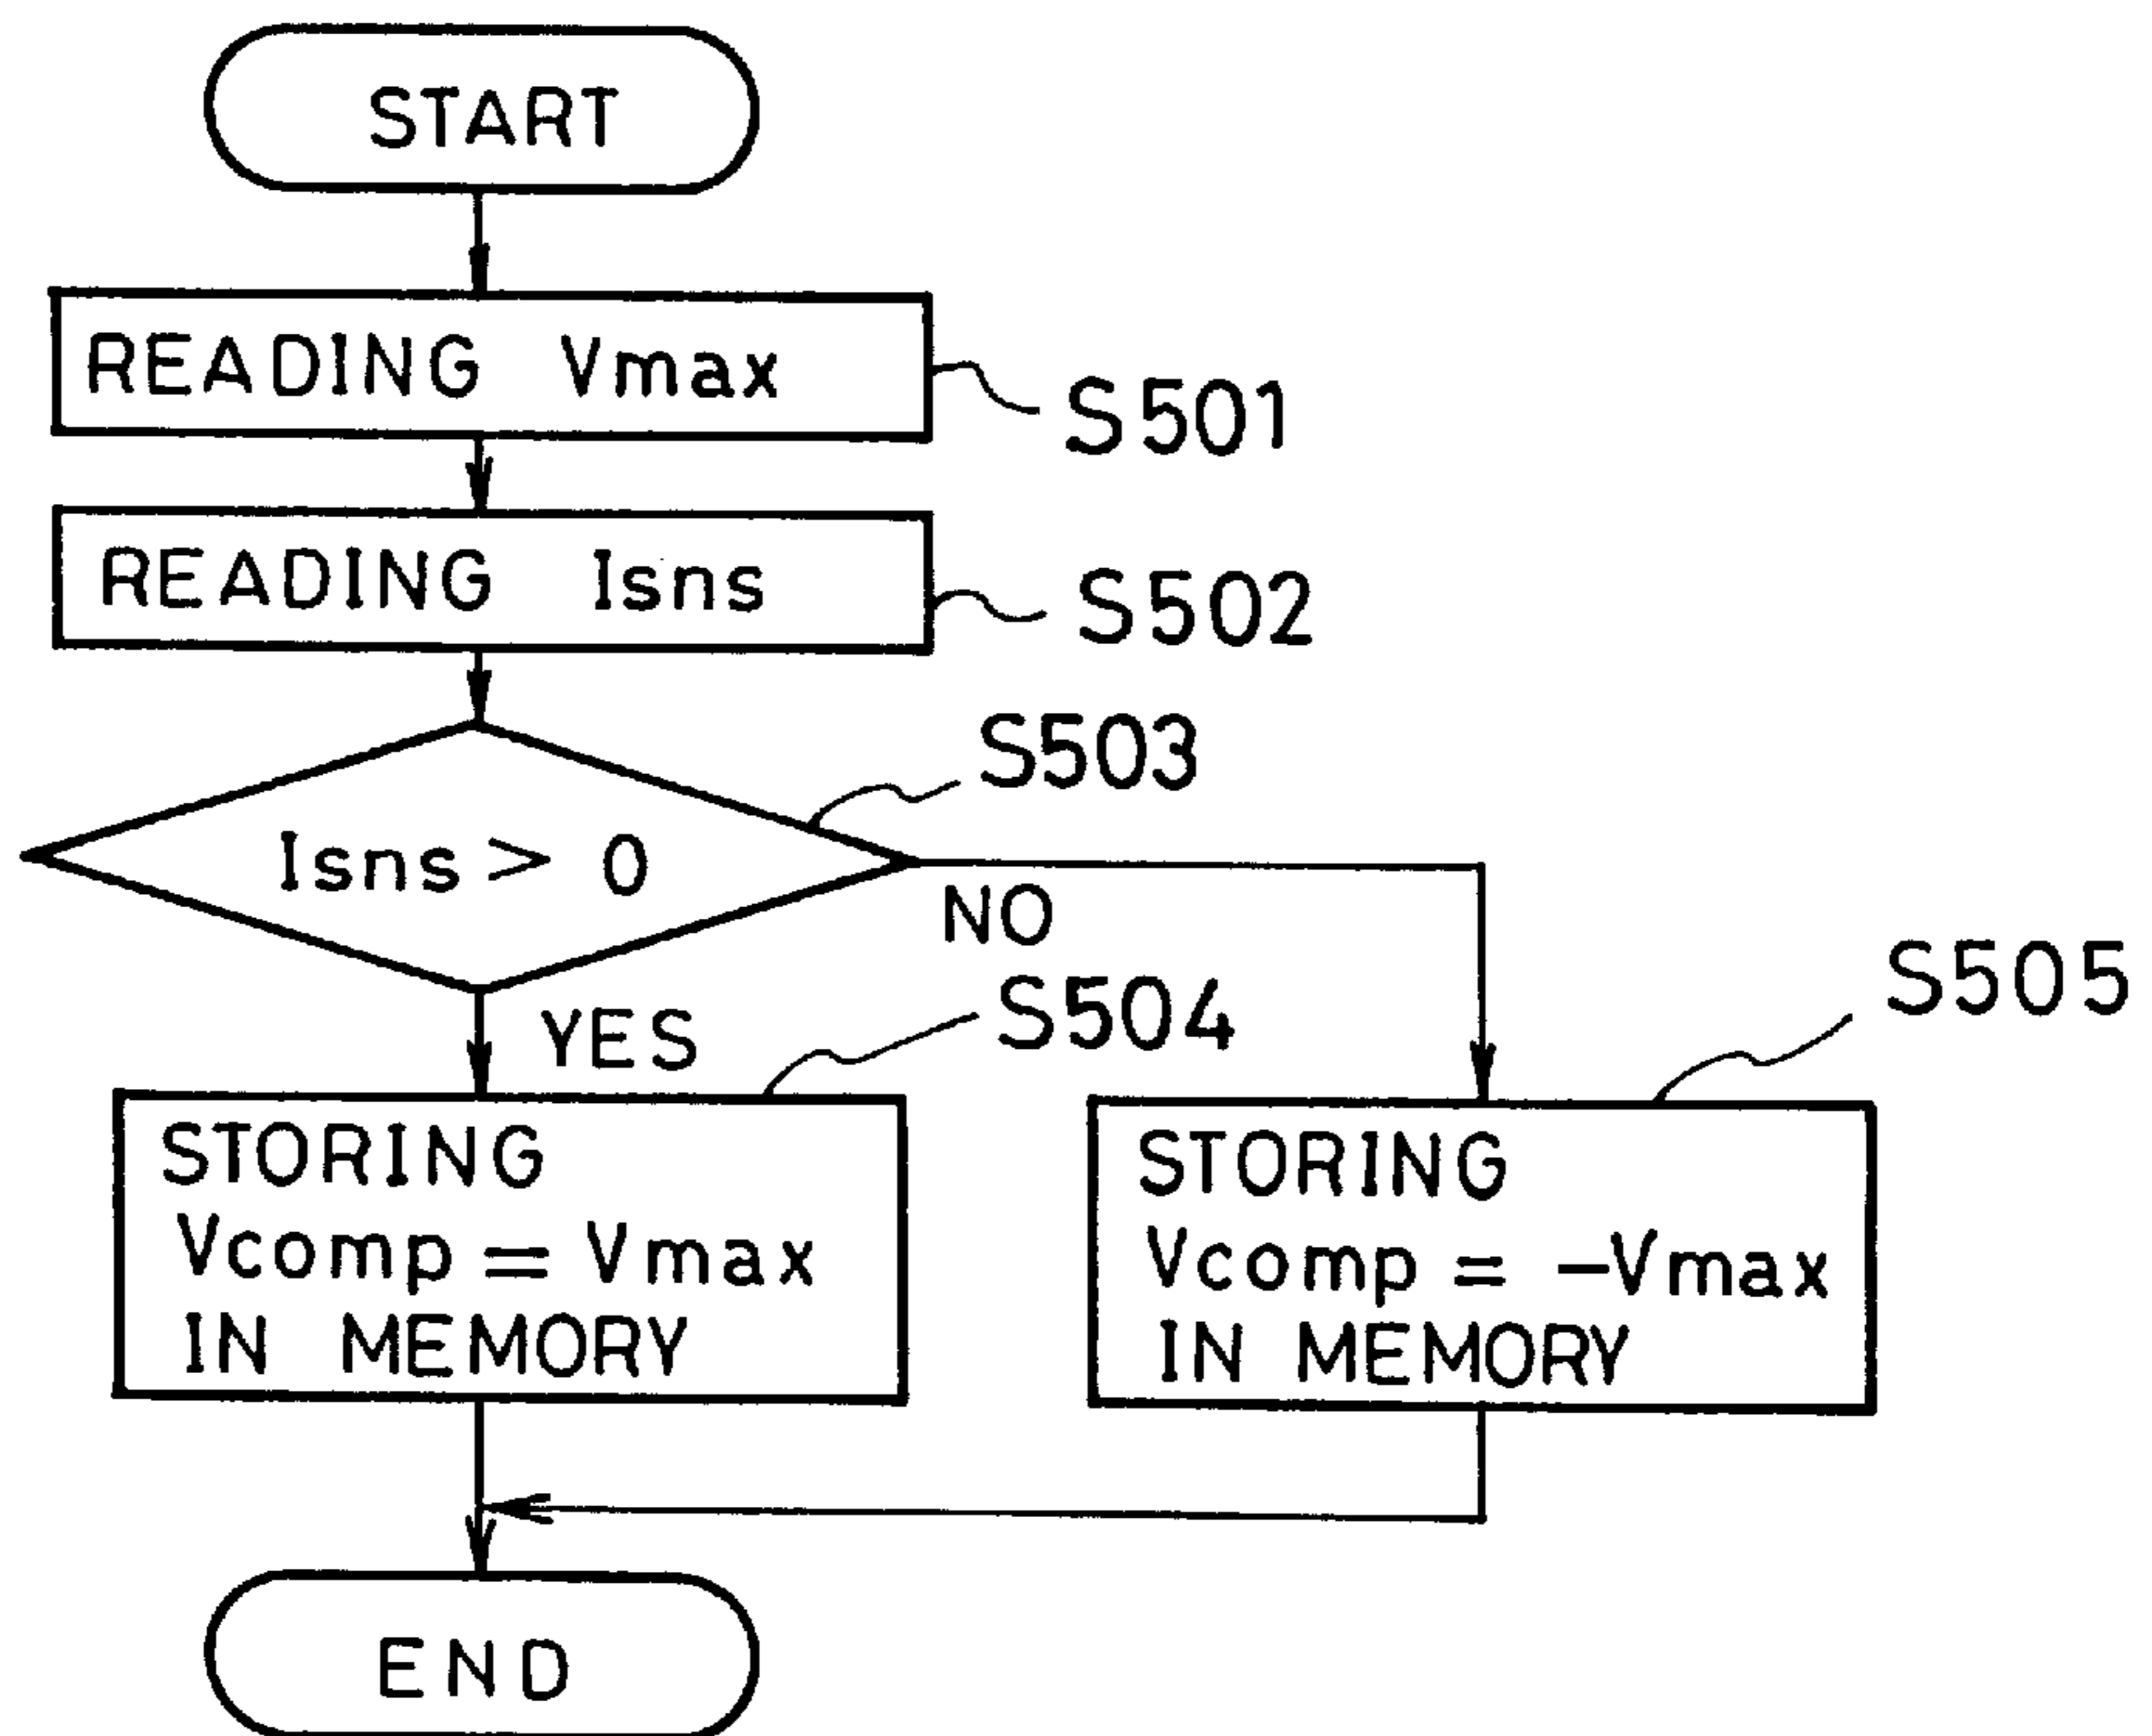 START
READING Vmax
S501
READING Isns
S502
S503
Isns > 0
NO
YES
S504
S505
STORING
Vcomp = Vmax
IN MEMORY
STORING
Vcomp = -Vmax
IN MEMORY
END